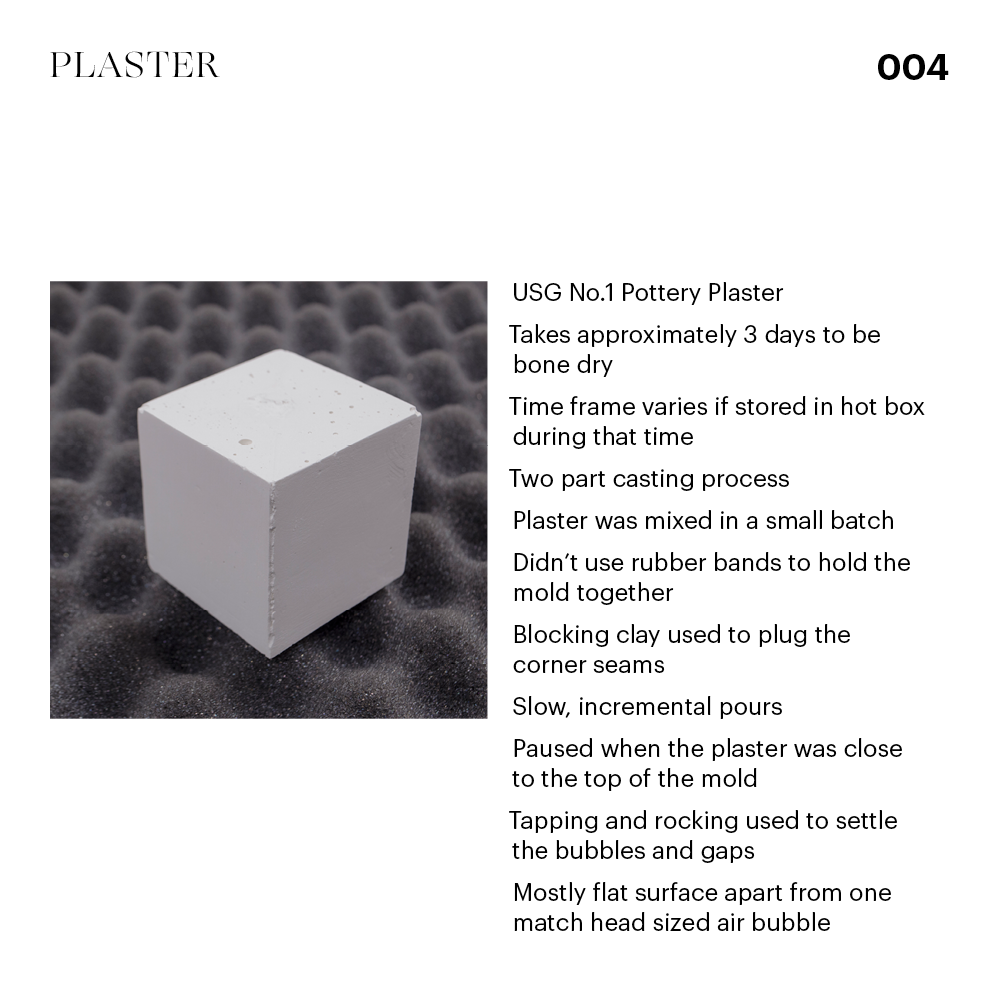 PLASTER
004
USG No.1 Pottery Plaster
Takes approximately 3 days to be
bone dry
Time frame varies if stored in hot box
during that time
Two part casting process
Plaster was mixed in a small batch
Didn’t use rubber bands to hold the
mold together
Blocking clay used to plug the
corner seams
Slow, incremental pours
Paused when the plaster was close
to the top of the mold
Tapping and rocking used to settle
the bubbles and gaps
Mostly flat surface apart from one
match head sized air bubble